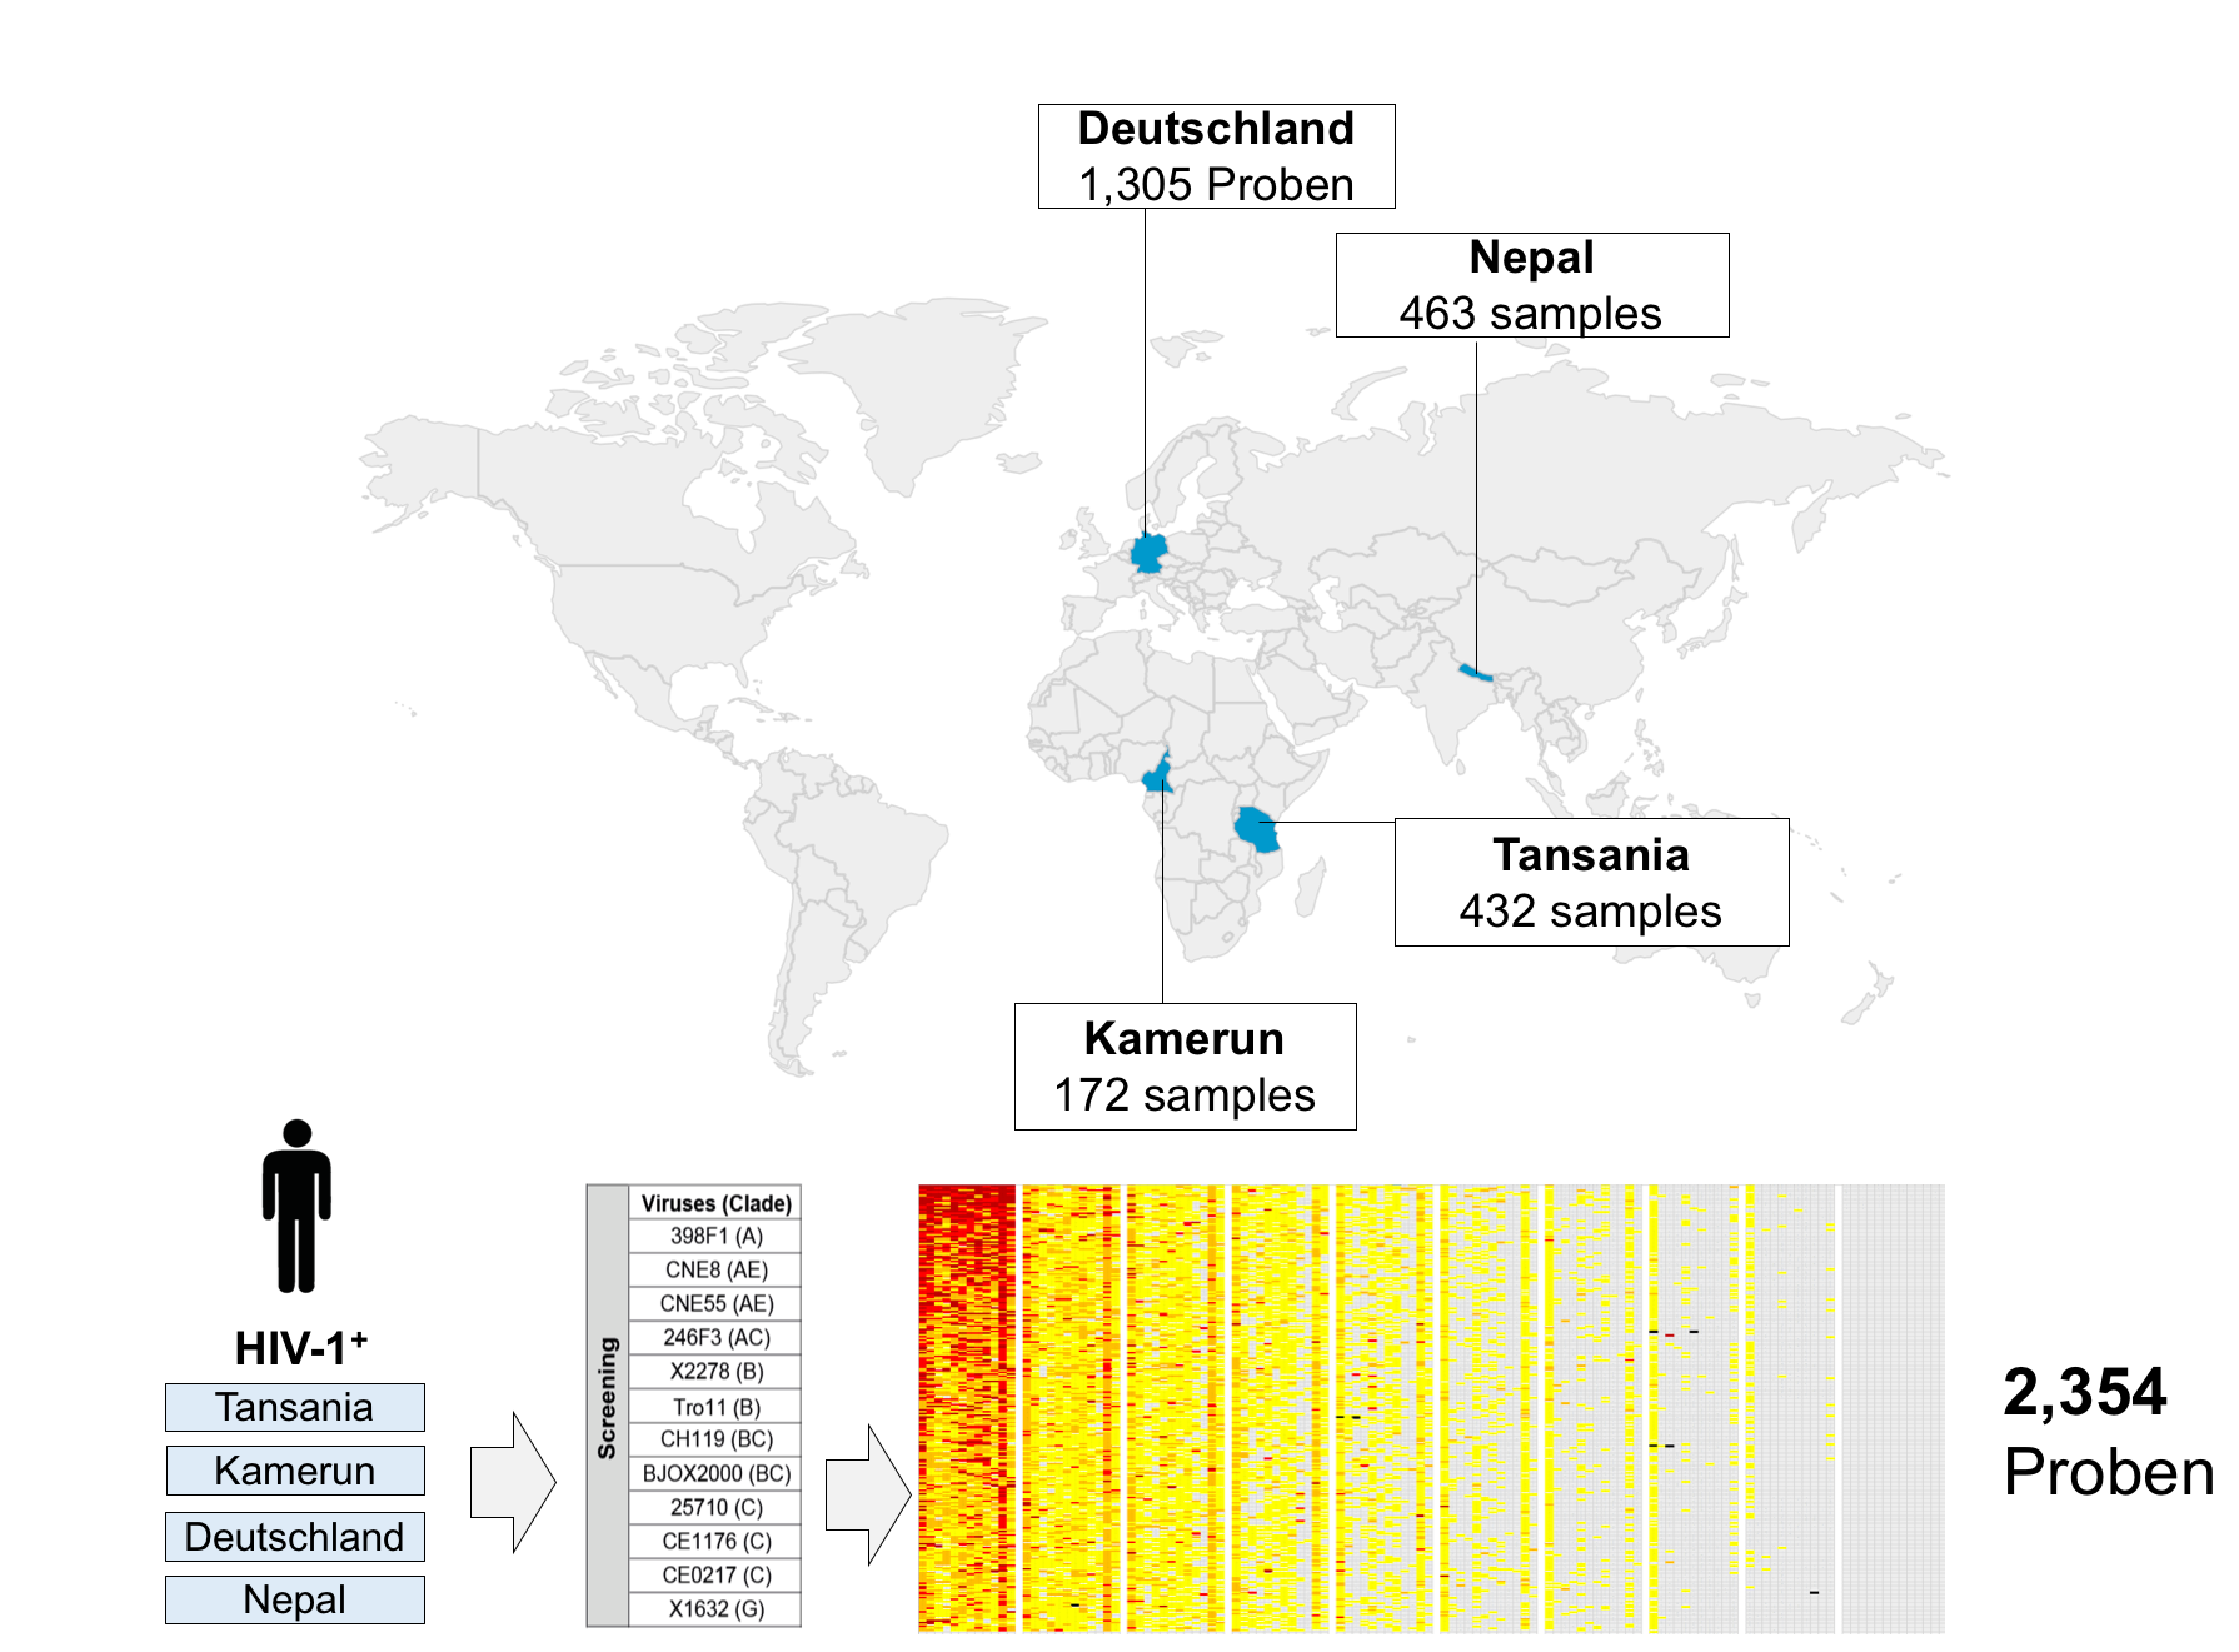 Deutschland
1,305 Proben
Nepal
463 samples
Tansania
432 samples
Kamerun
172 samples
HIV-1⁺
Tansania
Kamerun
Deutschland
Nepal
Screening
Viruses (Clade)
398F1 (A)
CNE8 (AE)
CNE55 (AE)
246F3 (AC)
X2278 (B)
Tro11 (B)
CH119 (BC)
BJOX2000 (BC)
25710 (C)
CE1176 (C)
CE0217 (C)
X1632 (G)
2,354
Proben